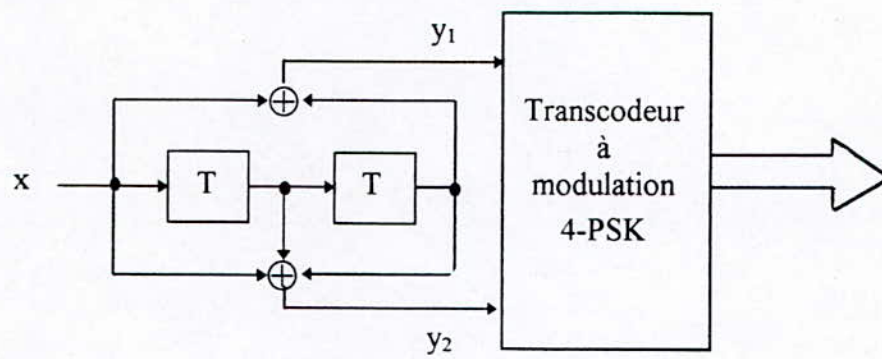 y₁
Transcodeur
à
modulation
4-PSK
x
T
T
y₂